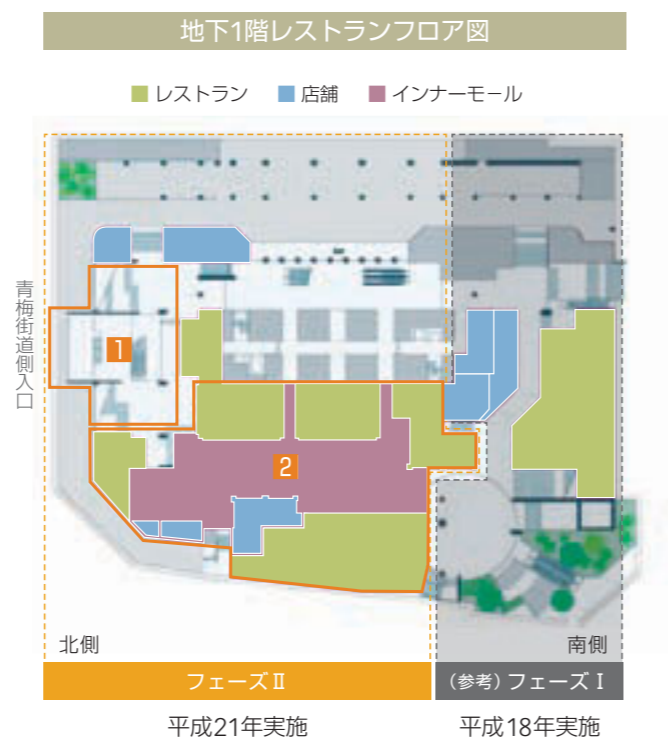 地下1階レストランフロア図
レストラン 店舗 インナーモール
青梅街道側入口
1
2
北側
南側
フェーズⅡ
(参考)フェーズⅠ
平成21年実施
平成18年実施